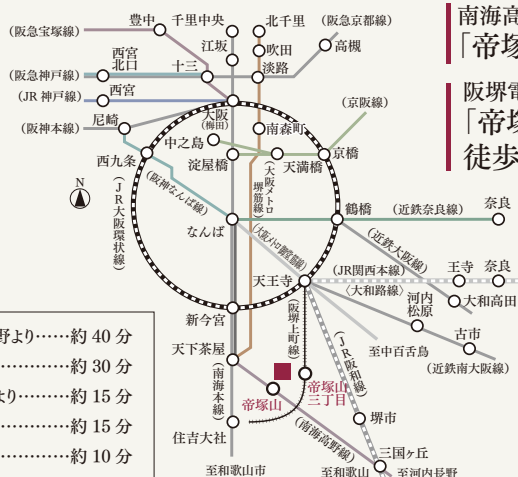 南海高
「帝塚
阪堺電
「帝塚
徒歩
(阪急宝塚線)
豊中
千里中央
北千里
(阪急京都線)
江坂
吹田
高槻
西宮
北口
(阪急神戸線)
十三
淡路
(JR 神戸線)
西宮
大阪
(梅田)
(京阪線)
(阪神本線)
尼崎
中之島
南森町
西九条
淀屋橋
天満橋
京橋
N
(阪神なんば線)
(大阪メトロ
堺筋線)
(JR大阪環状線)
なんば
鶴橋
(近鉄奈良線)
奈良
(大阪メトロ御堂筋線)
(近鉄大阪線)
天王寺
(JR関西本線)
〈大和路線〉
王寺
奈良
大和高田
河内
松原
新今宮
(阪堺上町線)
天下茶屋
至中百舌鳥
古市
(近鉄南大阪線)
(南海本線)
(JR阪和線)
帝塚山
帝塚山
三丁目
堺市
住吉大社
(南海高野線)
三国ヶ丘
至和歌山市
至和歌山
至河内長野
野より……約 40 分
……約 30 分
より……約 15 分
……約 15 分
……約 10 分